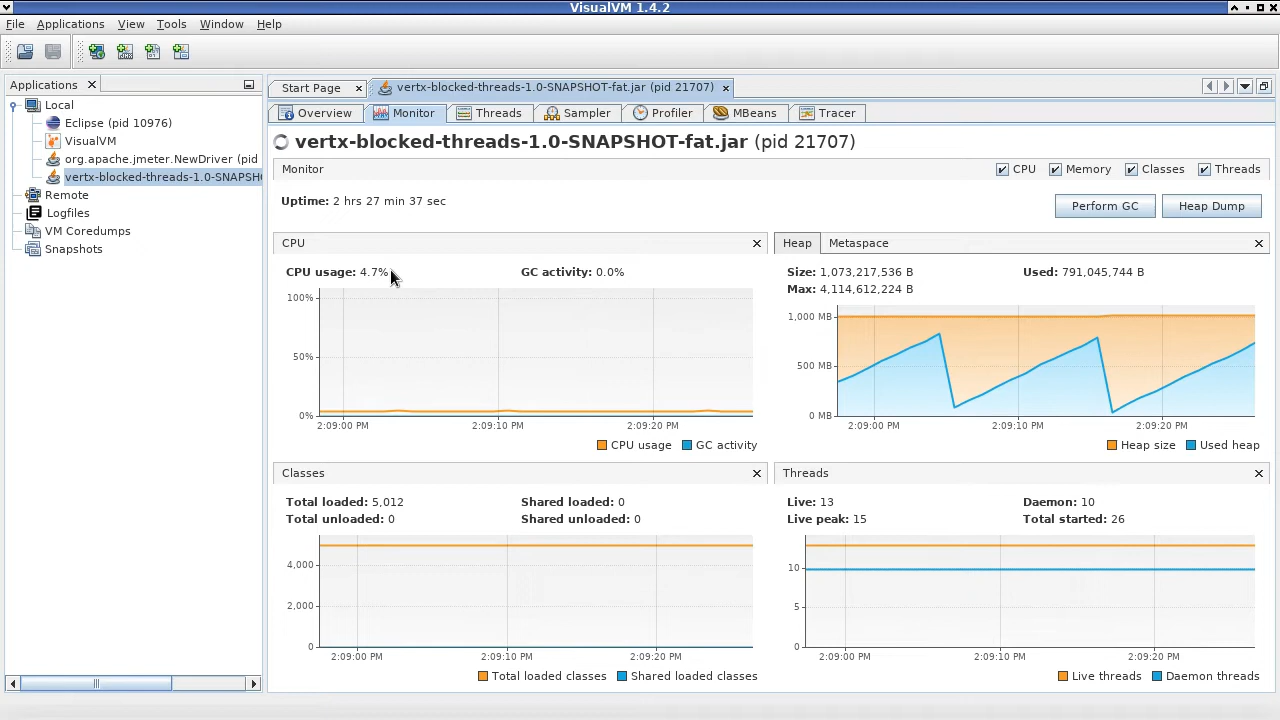 VisualVM 1.4.2
File Applications View Tools Window Help
Applications
Local
Eclipse (pid 10976)
VisualVM
org.apache.jmeter.NewDriver (pid
vertx-blocked-threads-1.0-SNAPSH
Remote
Logfiles
VM Coredumps
Snapshots
Start Page vertx-blocked-threads-1.0-SNAPSHOT-fat.jar (pid 21707)
Overview Monitor Threads Sampler Profiler MBeans Tracer
vertx-blocked-threads-1.0-SNAPSHOT-fat.jar (pid 21707)
Monitor CPU Memory Classes Threads
Uptime: 2 hrs 27 min 37 sec
Perform GC Heap Dump
CPU
CPU usage: 4.7% GC activity: 0.0%
100%
50%
0%
2:09:00 PM 2:09:10 PM 2:09:20 PM
CPU usage GC activity
Heap Metaspace
Size: 1,073,217,536 B Used: 791,045,744 B
Max: 4,114,612,224 B
1,000 MB
500 MB
0 MB
2:09:00 PM 2:09:10 PM 2:09:20 PM
Heap size Used heap
Classes
Total loaded: 5,012 Shared loaded: 0
Total unloaded: 0 Shared unloaded: 0
4,000
2,000
0
2:09:00 PM 2:09:10 PM 2:09:20 PM
Total loaded classes Shared loaded classes
Threads
Live: 13 Daemon: 10
Live peak: 15 Total started: 26
10
5
0
2:09:00 PM 2:09:10 PM 2:09:20 PM
Live threads Daemon threads